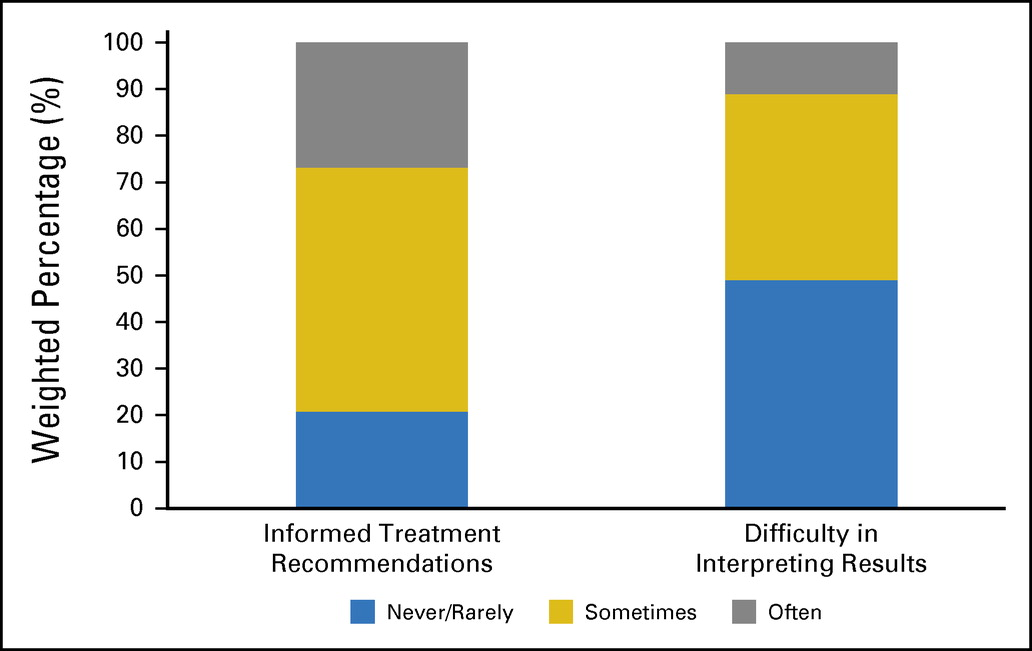 Weighted Percentage (%)
100
90
80
70
60
50
40
30
20
10
0
Informed Treatment
Recommendations
Difficulty in
Interpreting Results
Never/Rarely
Sometimes
Often